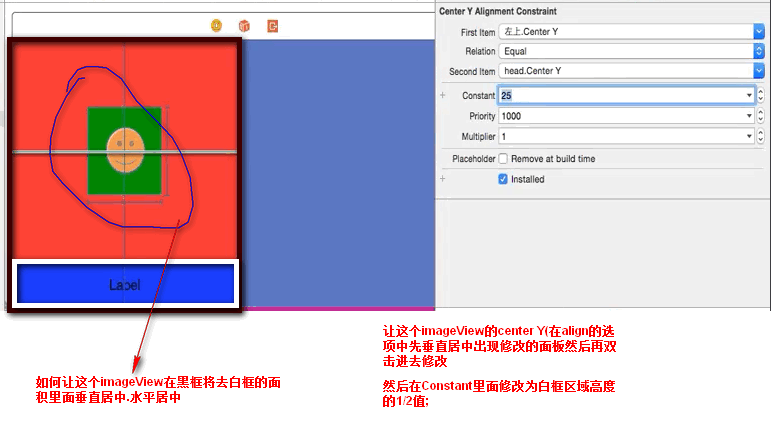 Center Y Alignment Constraint
First Item 左上.Center Y
Relation Equal
Second Item head.Center Y
+ Constant 25
Priority 1000
Multiplier 1
Placeholder Remove at build time
+ Installed
Label
如何让这个imageView在黑框将去白框的面
积里面垂直居中.水平居中
让这个imageView的center Y(在align的选
项中先垂直居中出现修改的面板然后再双
击进去修改
然后在Constant里面修改为白框区域高度
的1/2值;